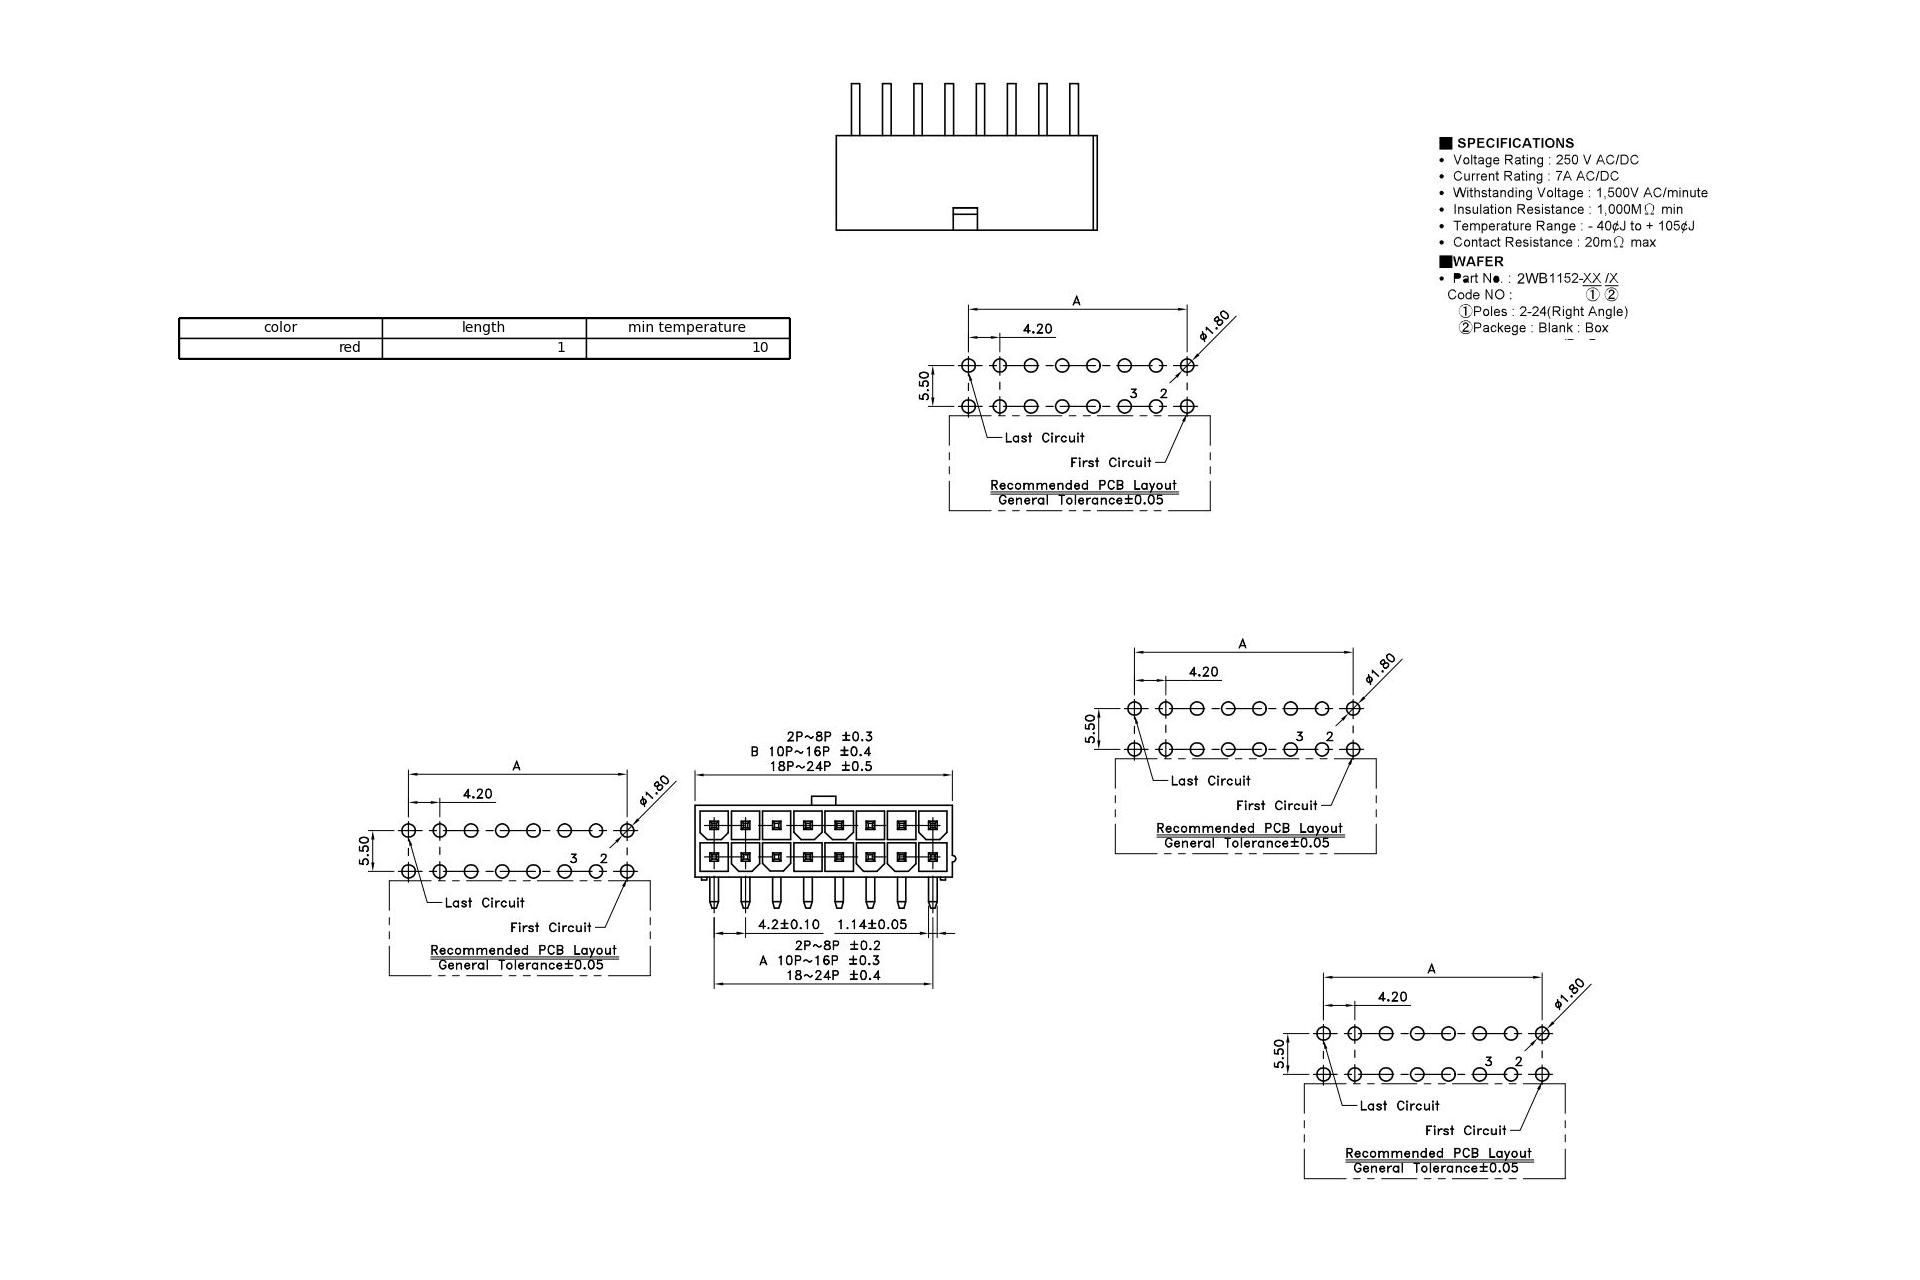 ■ SPECIFICATIONS
• Voltage Rating : 250 V AC/DC
• Current Rating : 7A AC/DC
• Withstanding Voltage : 1,500V AC/minute
• Insulation Resistance : 1,000MΩ min
• Temperature Range : - 40¢J to + 105¢J
• Contact Resistance : 20mΩ max
■WAFER
• Part No. : 2WB1152-XX /X
Code NO : ① ②
①Poles : 2-24(Right Angle)
②Packege : Blank : Box
color length min temperature
red 1 10
A
4.20
ø1.80
5.50
3 2
Last Circuit
First Circuit
Recommended PCB Layout
General Tolerance±0.05
A
4.20
ø1.80
5.50
3 2
Last Circuit
First Circuit
Recommended PCB Layout
General Tolerance±0.05
A
4.20
ø1.80
5.50
3 2
Last Circuit
First Circuit
Recommended PCB Layout
General Tolerance±0.05
2P~8P ±0.3
B 10P~16P ±0.4
18P~24P ±0.5
4.2±0.10 1.14±0.05
2P~8P ±0.2
A 10P~16P ±0.3
18~24P ±0.4
A
4.20
ø1.80
5.50
3 2
Last Circuit
First Circuit
Recommended PCB Layout
General Tolerance±0.05